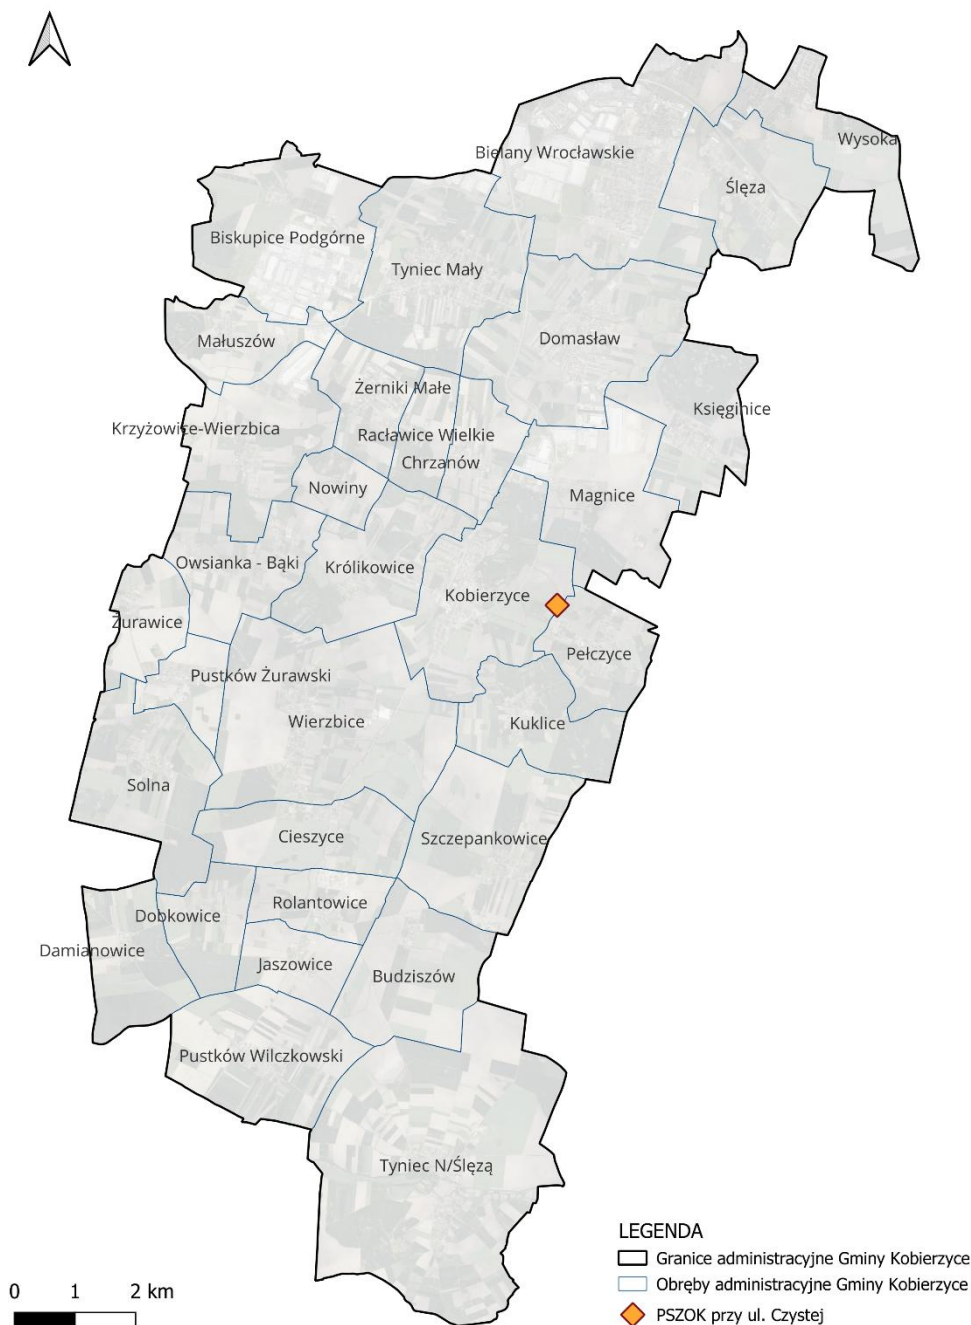 Wysoka
Bielany Wrocławskie
Ślęza
Biskupice Podgórne
Tyniec Mały
Domasław
Małuszów
Żerniki Małe
Księginice
Krzyżowice-Wierzbica
Racławice Wielkie
Chrzanów
Nowiny
Magnice
Owsianka - Bąki
Królikowice
Kobierzyce
Żurawice
Pełczyce
Pustków Żurawski
Wierzbice
Kuklice
Solna
Cieszyce
Szczepankowice
Rolantowice
Dobkowice
Damianowice
Jaszowice
Budziszów
Pustków Wilczkowski
Tyniec N/Ślęzą
LEGENDA
Granice administracyjne Gminy Kobierzyce
Obręby administracyjne Gminy Kobierzyce
PSZOK przy ul. Czystej
0 1 2 km